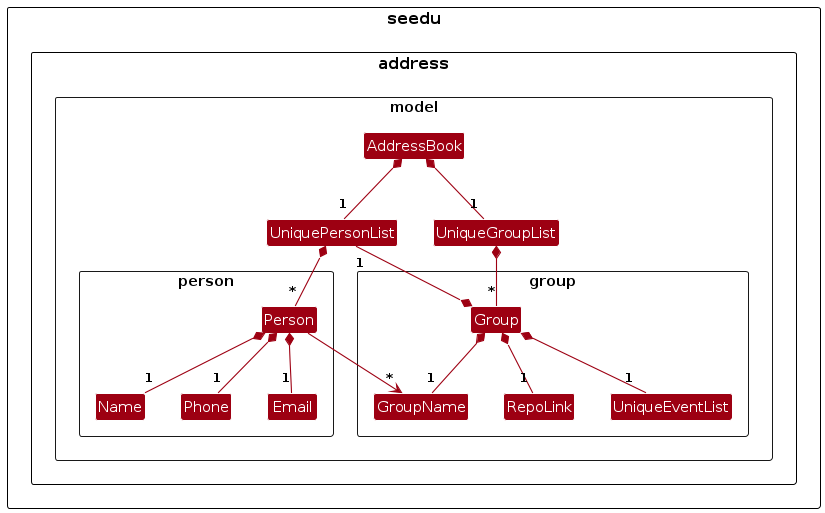 seedu
address
model
AddressBook
1
1
UniquePersonList
UniqueGroupList
1
person
group
*
*
Person
Group
1
1
1
*
1
1
1
Name
Phone
Email
GroupName
RepoLink
UniqueEventList